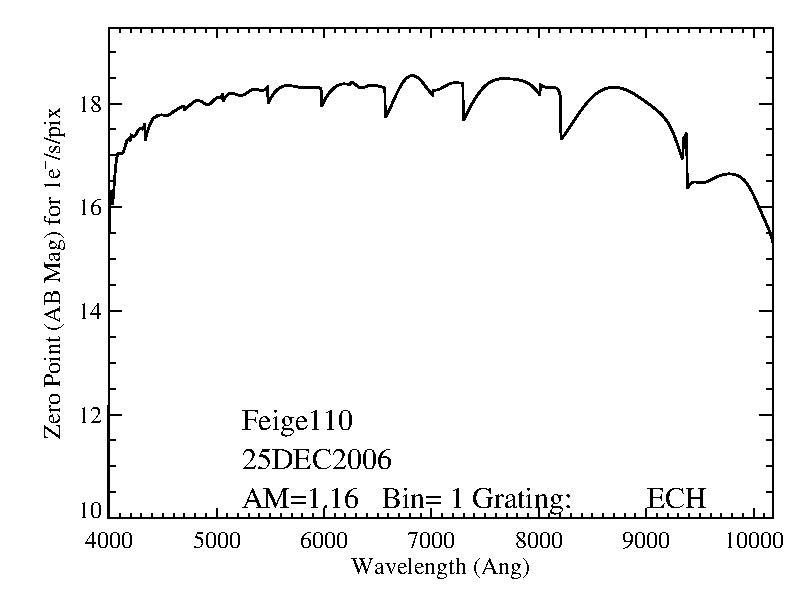 Zero Point (AB Mag) for 1e⁻/s/pix
18
16
14
12
10
Feige110
25DEC2006
AM=1.16 Bin= 1 Grating: ECH
4000 5000 6000 7000 8000 9000 10000
Wavelength (Ang)